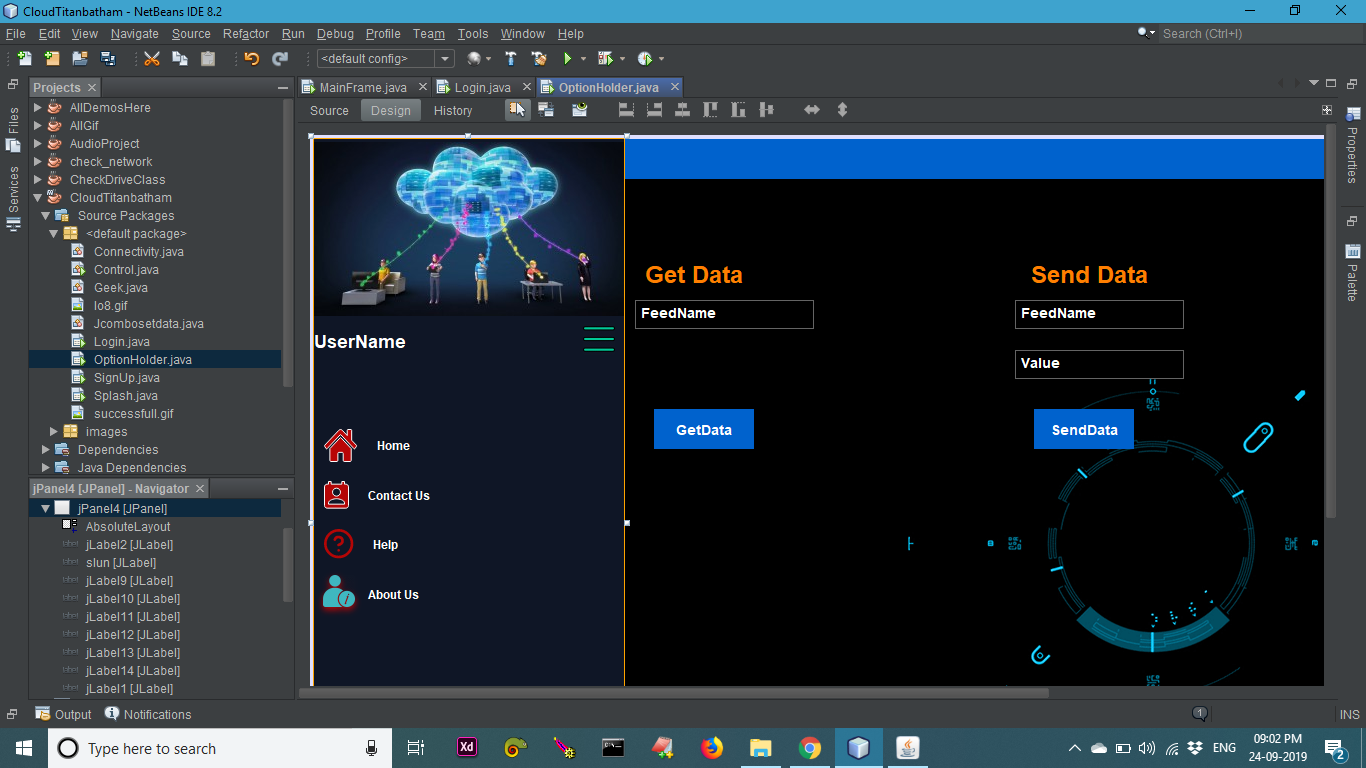 CloudTitanbatham - NetBeans IDE 8.2
File Edit View Navigate Source Refactor Run Debug Profile Team Tools Window Help
Search (Ctrl+I)
<default config>
Projects
MainFrame.java Login.java OptionHolder.java
Source Design History
Files
Services
AllDemosHere
AllGif
AudioProject
check_network
CheckDriveClass
CloudTitanbatham
Source Packages
<default package>
Connectivity.java
Control.java
Geek.java
lo8.gif
Jcombosetdata.java
Login.java
OptionHolder.java
SignUp.java
Splash.java
successfull.gif
images
Dependencies
Java Dependencies
jPanel4 [JPanel] - Navigator
jPanel4 [JPanel]
AbsoluteLayout
jLabel2 [JLabel]
slun [JLabel]
jLabel9 [JLabel]
jLabel10 [JLabel]
jLabel11 [JLabel]
jLabel12 [JLabel]
jLabel13 [JLabel]
jLabel14 [JLabel]
jLabel1 [JLabel]
UserName
Home
Contact Us
Help
About Us
Get Data
FeedName
GetData
Send Data
FeedName
Value
SendData
Properties
Palette
Output Notifications
1
INS
Type here to search
Xd
ENG
09:02 PM
24-09-2019
2